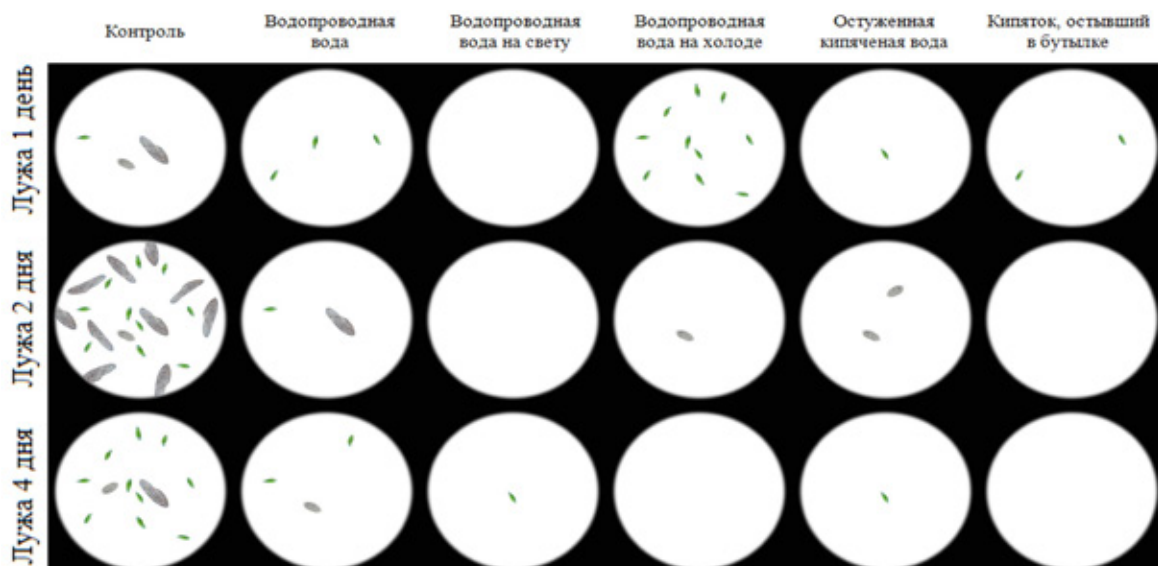 Контроль
Водопроводная
вода
Водопроводная
вода на свету
Водопроводная
вода на холоде
Остуженная
кипяченая вода
Кипяток, остывший
в бутылке
Лужа 1 день
Лужа 2 дня
Лужа 4 дня